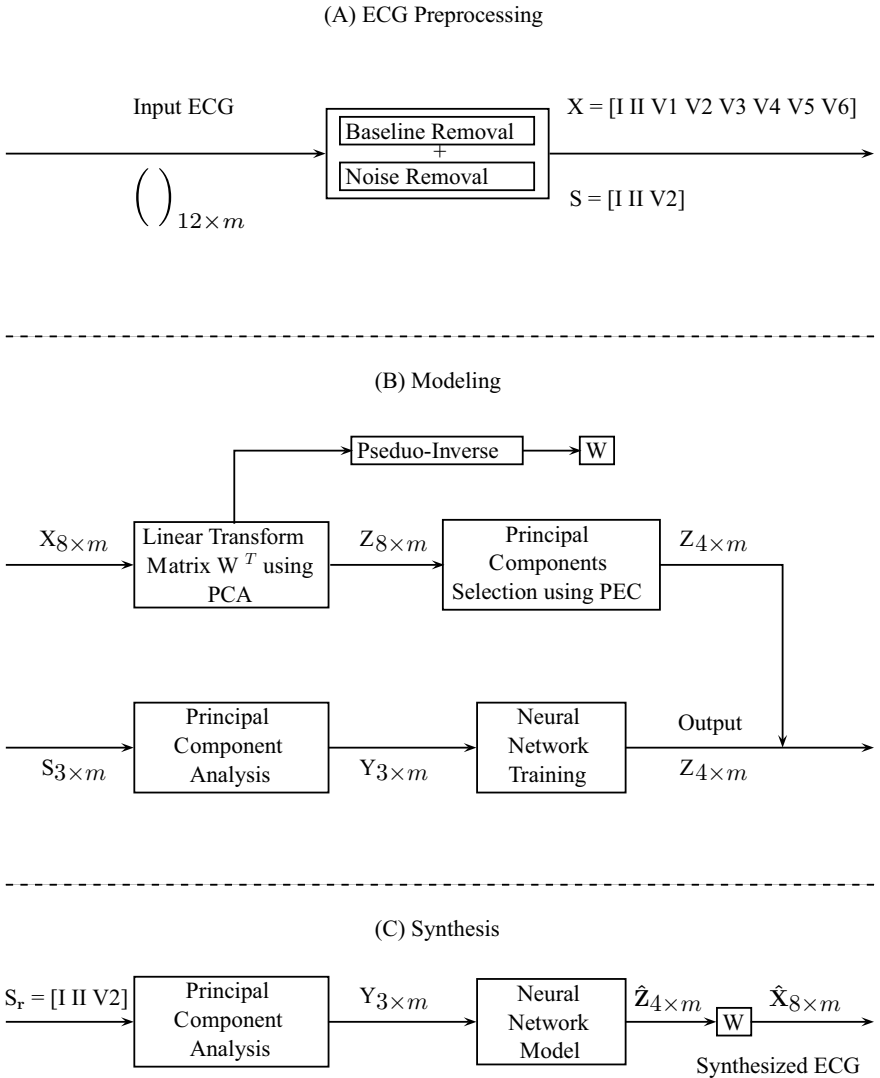 (A) ECG Preprocessing
Input ECG
( )12×m
Baseline Removal
+
Noise Removal
X = [I II V1 V2 V3 V4 V5 V6]
S = [I II V2]
(B) Modeling
Pseduo-Inverse
W
X8×m
Linear Transform
Matrix W T using
PCA
Z8×m
Principal
Components
Selection using PEC
Z4×m
S3×m
Principal
Component
Analysis
Y3×m
Neural
Network
Training
Output
Z4×m
(C) Synthesis
Sr = [I II V2]
Principal
Component
Analysis
Y3×m
Neural
Network
Model
Ẑ4×m
W
X̂8×m
Synthesized ECG